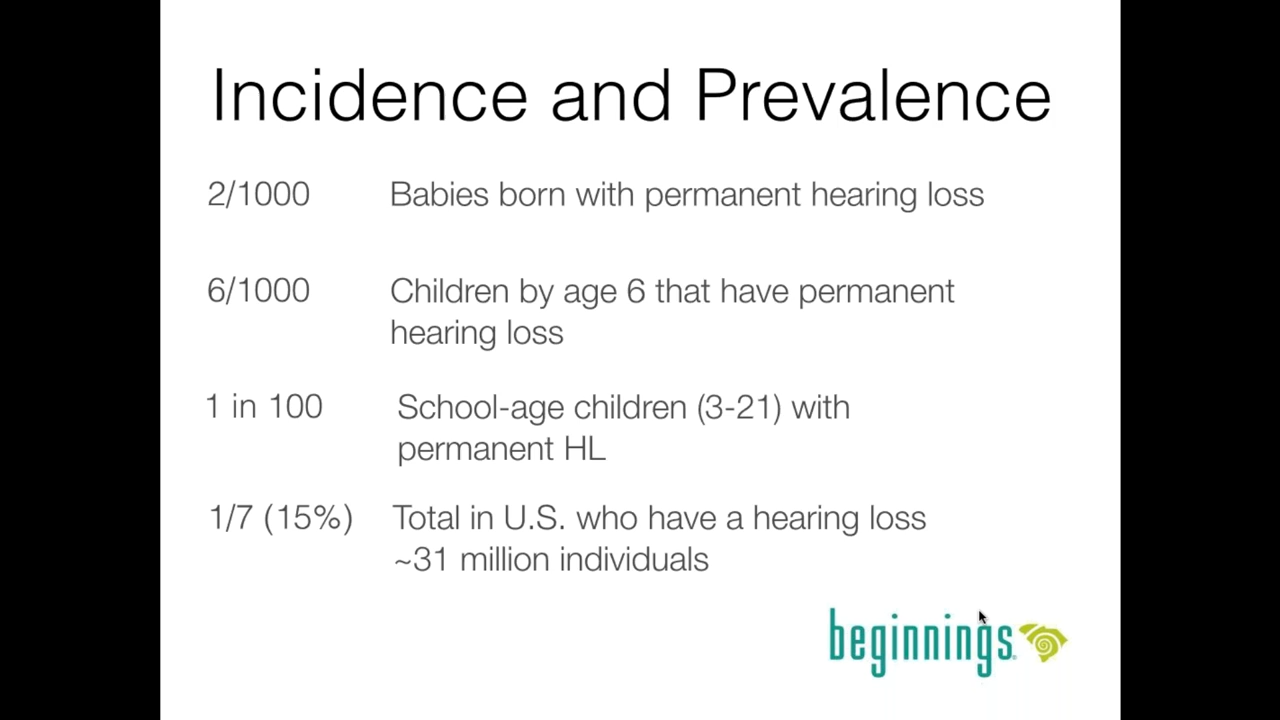 Incidence and Prevalence
2/1000 Babies born with permanent hearing loss
6/1000 Children by age 6 that have permanent
hearing loss
1 in 100 School-age children (3-21) with
permanent HL
1/7 (15%) Total in U.S. who have a hearing loss
~31 million individuals
beginnings